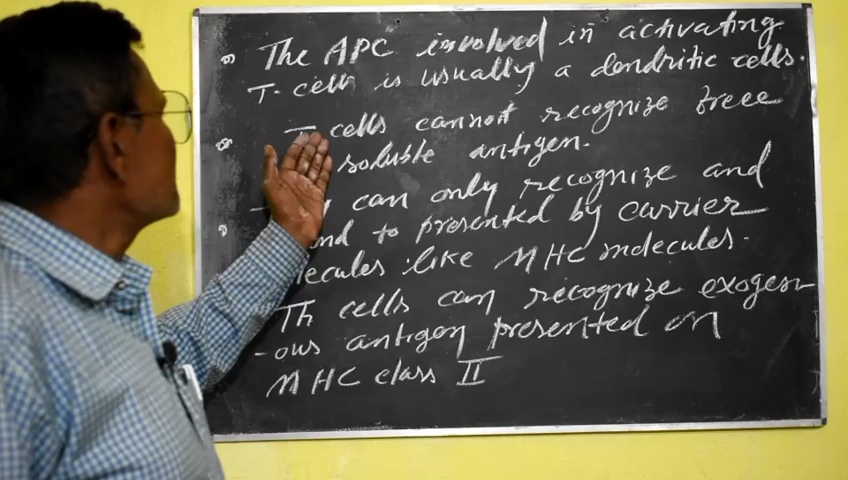 The APC involved in activating
T-cells is usually a dendritic cells.
T cells cannot recognize freee
soluble antigen.
can only recognize and
to presented by carrier
like MHC molecules.
Th cells can recognize exogen
-ous antigen presented on
MHC class II